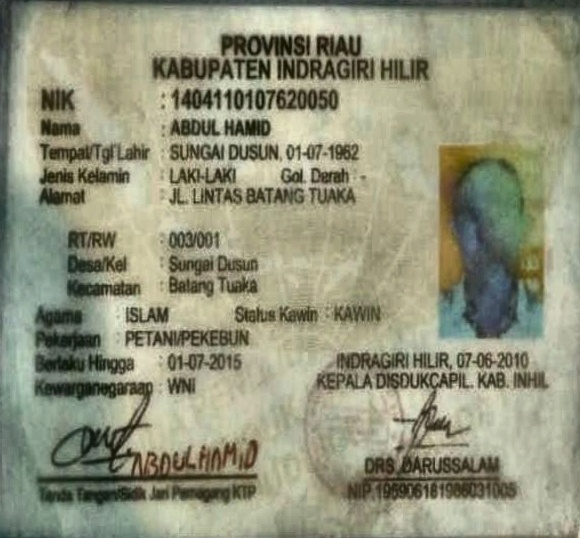 PROVINSI RIAU
KABUPATEN INDRAGIRI HILIR
NIK : 1404110107620050
Nama : ABDUL HAMID
Tempat/Tgl Lahir : SUNGAI DUSUN, 01-07-1962
Jenis Kelamin : LAKI-LAKI Gol. Derah : -
Alamat : JL. LINTAS BATANG TUAKA
RT/RW : 003/001
Desa/Kel : Sungai Dusun
Kecamatan : Batang Tuaka
Agama : ISLAM Status Kawin : KAWIN
Pekerjaan : PETANI/PEKEBUN
Berlaku Hingga : 01-07-2015
Kewarganegaraan : WNI
INDRAGIRI HILIR, 07-06-2010
KEPALA DISDUKCAPIL. KAB. INHIL
ABDUL HAMID
Tanda Tangan/Sidik Jari Pemegang KTP
DRS. DARUSSALAM
NIP.195906181986031005